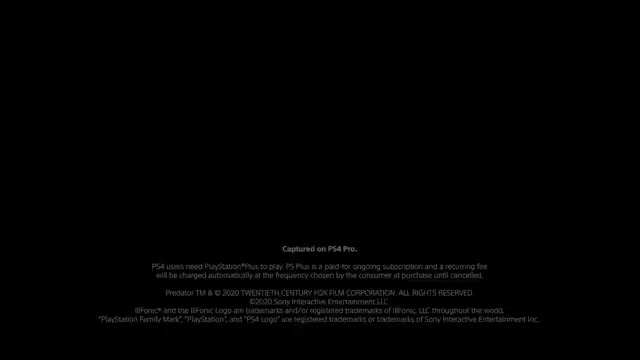 Captured on PS4 Pro.
PS4 users need PlayStation®Plus to play. PS Plus is a paid-for ongoing subscription and a recurring fee
will be charged automatically at the frequency chosen by the consumer at purchase until cancelled.
Predator TM & © 2020 TWENTIETH CENTURY FOX FILM CORPORATION. ALL RIGHTS RESERVED
©2020 Sony Interactive Entertainment LLC
IllFonic® and the IllFonic Logo are trademarks and/or registered trademarks of IllFonic, LLC throughout the world.
"PlayStation Family Mark", "PlayStation", and "PS4 Logo" are registered trademarks or trademarks of Sony Interactive Entertainment Inc.